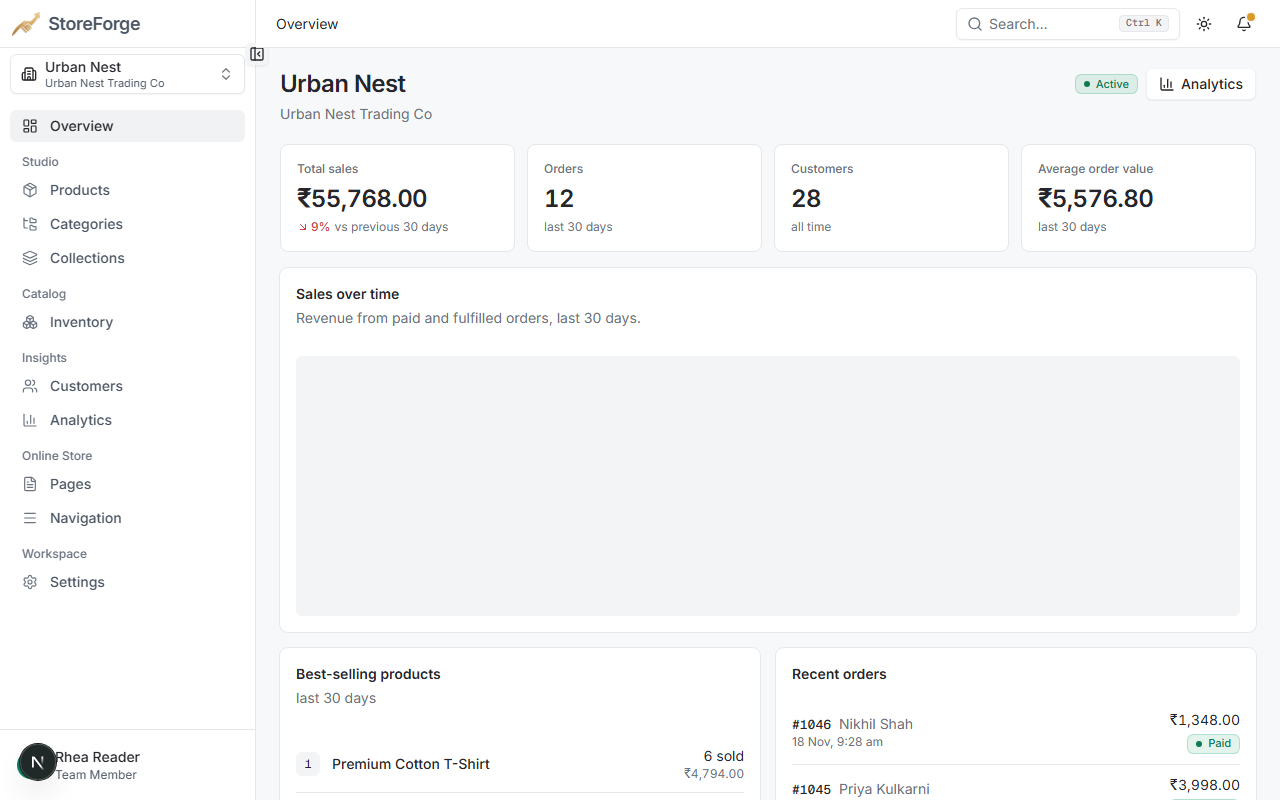 StoreForge
Overview
Search...
Ctrl K
Urban Nest
Urban Nest Trading Co
Overview
Studio
Products
Categories
Collections
Catalog
Inventory
Insights
Customers
Analytics
Online Store
Pages
Navigation
Workspace
Settings
N
Rhea Reader
Team Member
Urban Nest
Urban Nest Trading Co
Active
Analytics
Total sales
₹55,768.00
9% vs previous 30 days
Orders
12
last 30 days
Customers
28
all time
Average order value
₹5,576.80
last 30 days
Sales over time
Revenue from paid and fulfilled orders, last 30 days.
Best-selling products
last 30 days
1 Premium Cotton T-Shirt
6 sold
₹4,794.00
Recent orders
#1046 Nikhil Shah
₹1,348.00
18 Nov, 9:28 am
Paid
#1045 Priya Kulkarni
₹3,998.00